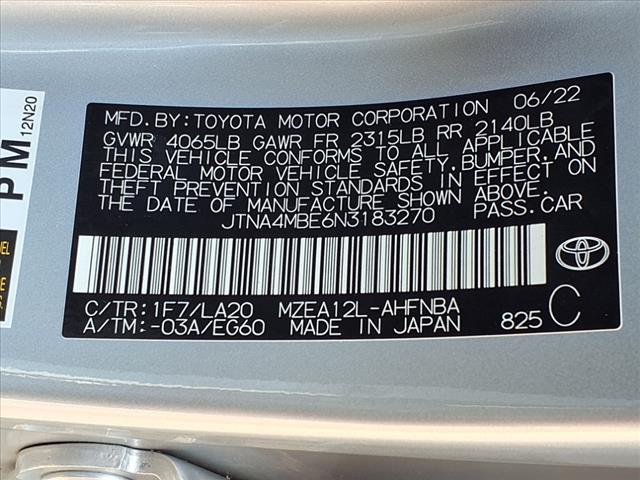 MFD.BY:TOYOTA MOTOR CORPORATION 06/22
GVWR 4065LB GAWR FR 2315LB RR 2140LB
THIS VEHICLE CONFORMS TO ALL APPLICABLE
FEDERAL MOTOR VEHICLE SAFETY,BUMPER,AND
THEFT PREVENTION STANDARDS IN EFFECT ON
THE DATE OF MANUFACTURE SHOWN ABOVE.
JTNA4MBE6N3183270 PASS.CAR
C/TR:1F7/LA20 MZEA12L-AHFNBA
A/TM:-03A/EG60 MADE IN JAPAN 825 C
P M
12N20